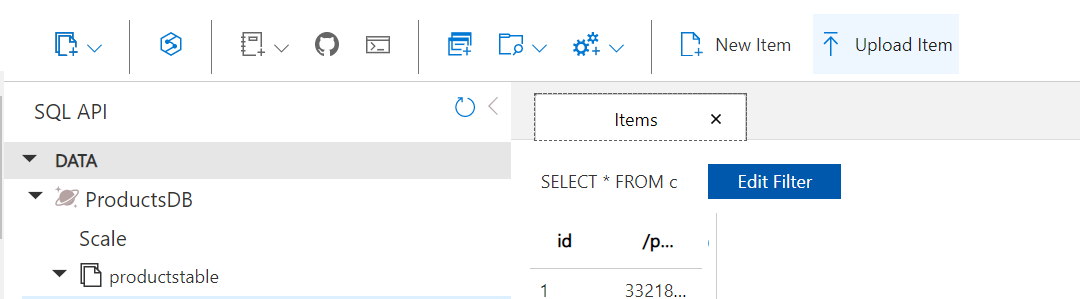 New Item
Upload Item
SQL API
Items
DATA
SELECT * FROM c
Edit Filter
ProductsDB
Scale
id
/p...
productstable
1
33218...